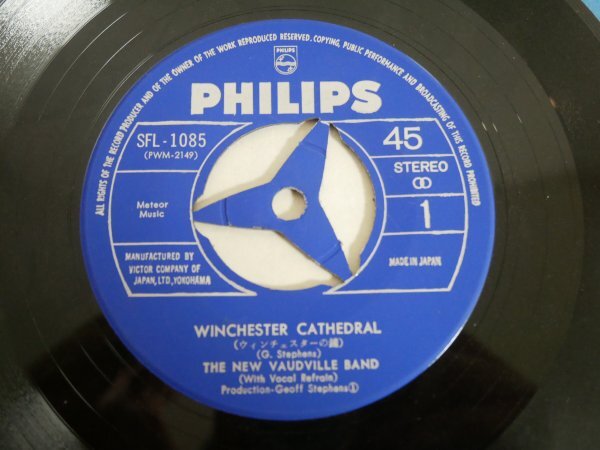 ALL RIGHTS OF THE RECORD PRODUCER AND OF THE OWNER OF THE WORK REPRODUCED RESERVED. COPYING, PUBLIC PERFORMANCE AND BROADCASTING OF THIS RECORD PROHIBITED
PHILIPS
PHILIPS
SFL-1085
(PWM-2149)
45
STEREO
1
Meteor
Music
MANUFACTURED BY
VICTOR COMPANY OF
JAPAN, LTD., YOKOHAMA
MADE IN JAPAN
WINCHESTER CATHEDRAL
(ウィンチェスターの鐘)
(G. Stephens)
THE NEW VAUDVILLE BAND
(With Vocal Refrain)
Production-Geoff Stephens①